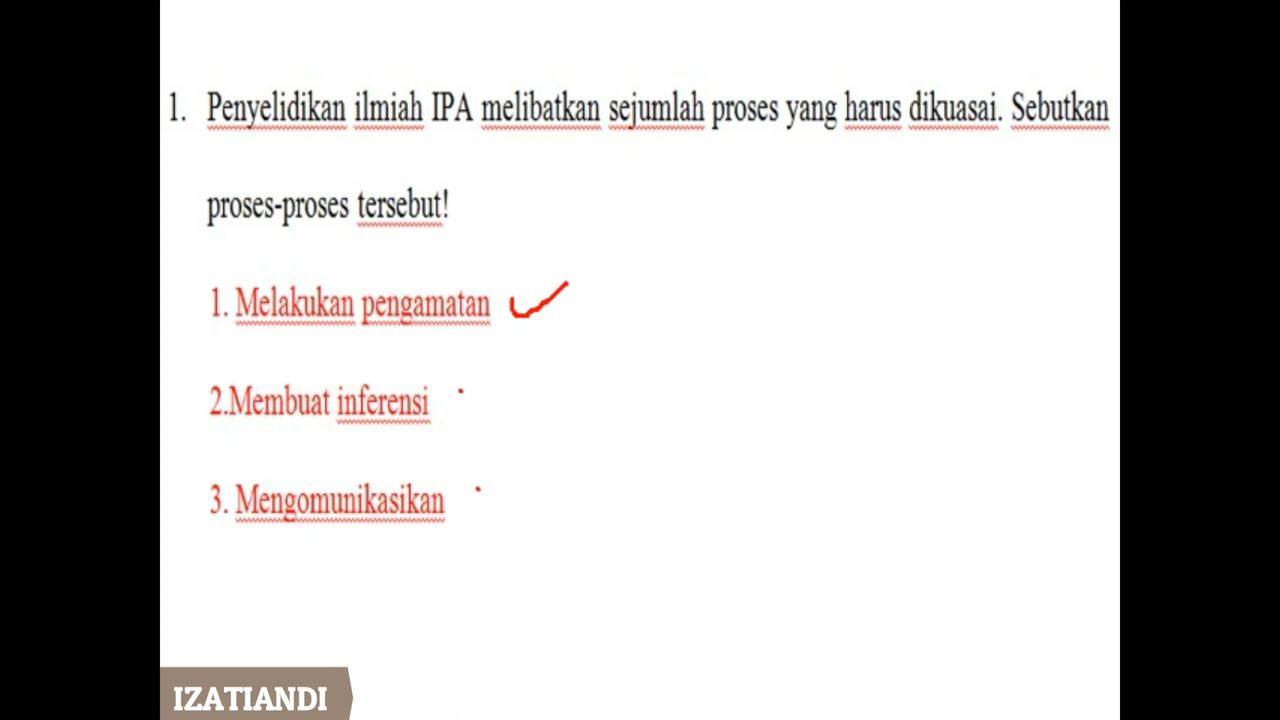 1. Penyelidikan ilmiah IPA melibatkan sejumlah proses yang harus dikuasai. Sebutkan
proses-proses tersebut!
1. Melakukan pengamatan
2.Membuat inferensi
3. Mengomunikasikan
IZATIANDI